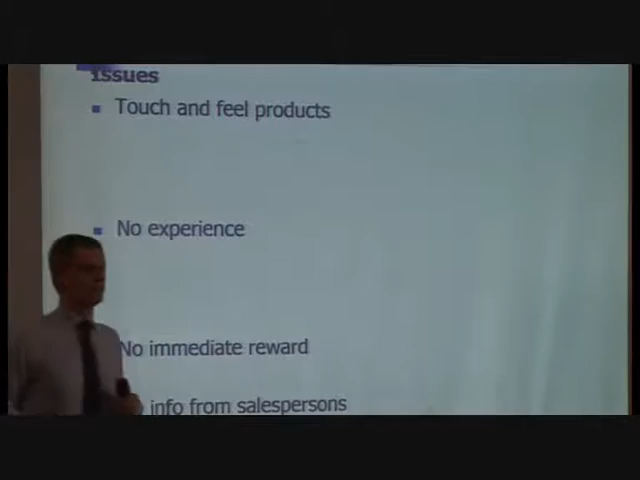 Issues
Touch and feel products
No experience
No immediate reward
info from salespersons